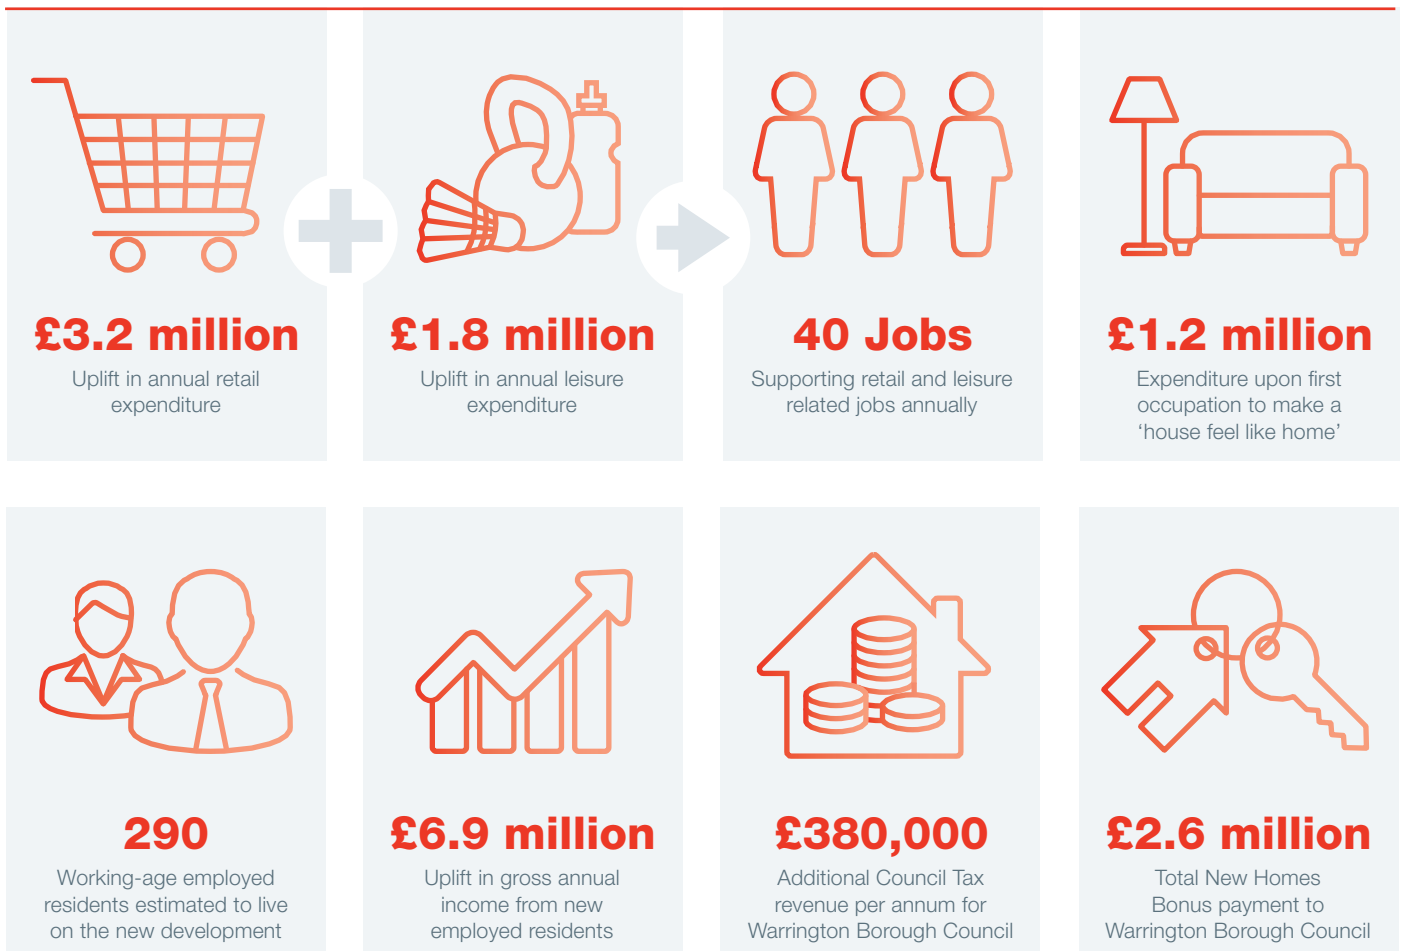 £3.2 million
Uplift in annual retail
expenditure
£1.8 million
Uplift in annual leisure
expenditure
40 Jobs
Supporting retail and leisure
related jobs annually
£1.2 million
Expenditure upon first
occupation to make a
‘house feel like home’
290
Working-age employed
residents estimated to live
on the new development
£6.9 million
Uplift in gross annual
income from new
employed residents
£380,000
Additional Council Tax
revenue per annum for
Warrington Borough Council
£2.6 million
Total New Homes
Bonus payment to
Warrington Borough Council